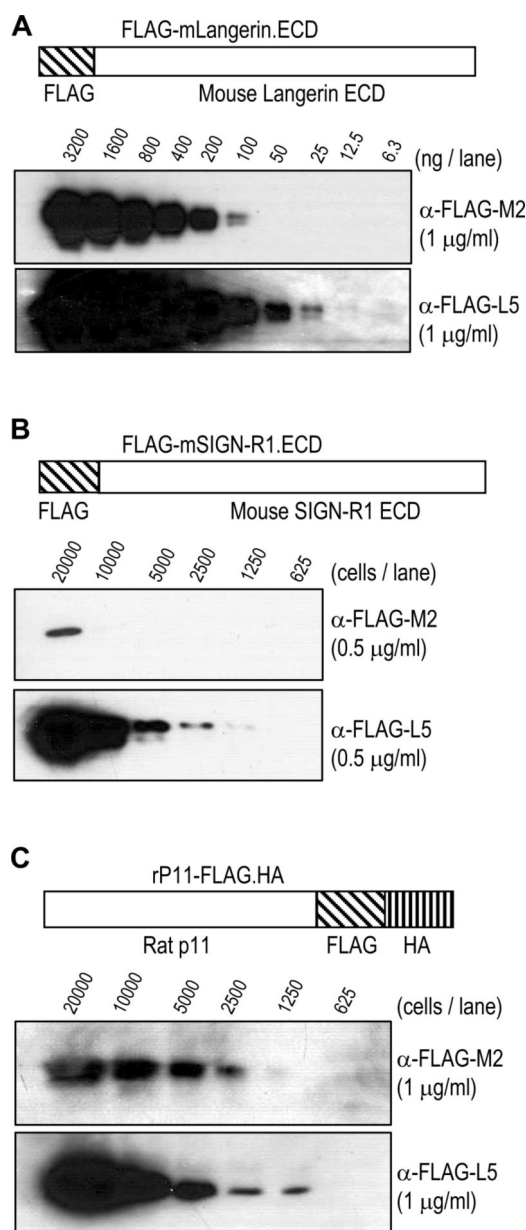 A
FLAG-mLangerin.ECD
FLAG Mouse Langerin ECD
3200 1600 800 400 200 100 50 25 12.5 6.3 (ng / lane)
α-FLAG-M2
(1 μg/ml)
α-FLAG-L5
(1 μg/ml)
B
FLAG-mSIGN-R1.ECD
FLAG Mouse SIGN-R1 ECD
20000 10000 5000 2500 1250 625 (cells / lane)
α-FLAG-M2
(0.5 μg/ml)
α-FLAG-L5
(0.5 μg/ml)
C
rP11-FLAG.HA
Rat p11 FLAG HA
20000 10000 5000 2500 1250 625 (cells / lane)
α-FLAG-M2
(1 μg/ml)
α-FLAG-L5
(1 μg/ml)